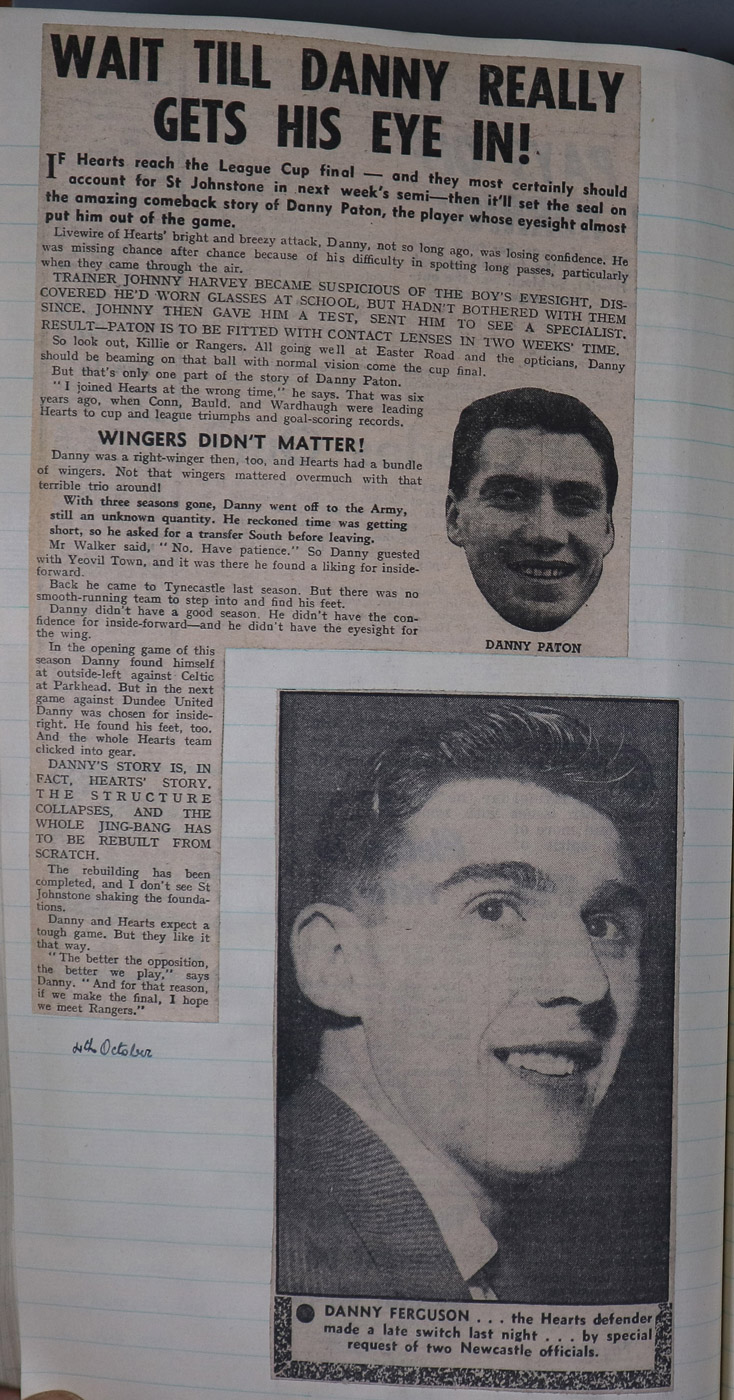 WAIT TILL DANNY REALLY
GETS HIS EYE IN!
IF Hearts reach the League Cup final — and they most certainly should
account for St Johnstone in next week's semi—then it'll set the seal on
the amazing comeback story of Danny Paton, the player whose eyesight almost
put him out of the game.
Livewire of Hearts' bright and breezy attack, Danny, not so long ago, was losing confidence. He
was missing chance after chance because of his difficulty in spotting long passes, particularly
when they came through the air.
TRAINER JOHNNY HARVEY BECAME SUSPICIOUS OF THE BOY'S EYESIGHT, DIS-
COVERED HE'D WORN GLASSES AT SCHOOL, BUT HADN'T BOTHERED WITH THEM
SINCE. JOHNNY THEN GAVE HIM A TEST, SENT HIM TO SEE A SPECIALIST.
RESULT—PATON IS TO BE FITTED WITH CONTACT LENSES IN TWO WEEKS' TIME.
So look out, Killie or Rangers. All going well at Easter Road and the opticians, Danny
should be beaming on that ball with normal vision come the cup final.
But that's only one part of the story of Danny Paton.
"I joined Hearts at the wrong time," he says. That was six
years ago, when Conn, Bauld, and Wardhaugh were leading
Hearts to cup and league triumphs and goal-scoring records.
WINGERS DIDN'T MATTER!
Danny was a right-winger then, too, and Hearts had a bundle
of wingers. Not that wingers mattered overmuch with that
terrible trio around!
With three seasons gone, Danny went off to the Army,
still an unknown quantity. He reckoned time was getting
short, so he asked for a transfer South before leaving.
Mr Walker said, "No. Have patience." So Danny guested
with Yeovil Town, and it was there he found a liking for inside-
forward.
Back he came to Tynecastle last season. But there was no
smooth-running team to step into and find his feet.
Danny didn't have a good season. He didn't have the con-
fidence for inside-forward—and he didn't have the eyesight for
the wing.
In the opening game of this
season Danny found himself
at outside-left against Celtic
at Parkhead. But in the next
game against Dundee United
Danny was chosen for inside-
right. He found his feet, too.
And the whole Hearts team
clicked into gear.
DANNY'S STORY IS, IN
FACT, HEARTS' STORY.
THE STRUCTURE
COLLAPSES, AND THE
WHOLE JING-BANG HAS
TO BE REBUILT FROM
SCRATCH.
The rebuilding has been
completed, and I don't see St
Johnstone shaking the founda-
tions.
Danny and Hearts expect a
tough game. But they like it
that way.
"The better the opposition,
the better we play," says
Danny. "And for that reason,
if we make the final, I hope
we meet Rangers."
DANNY PATON
4th October
DANNY FERGUSON . . . the Hearts defender
made a late switch last night . . . by special
request of two Newcastle officials.